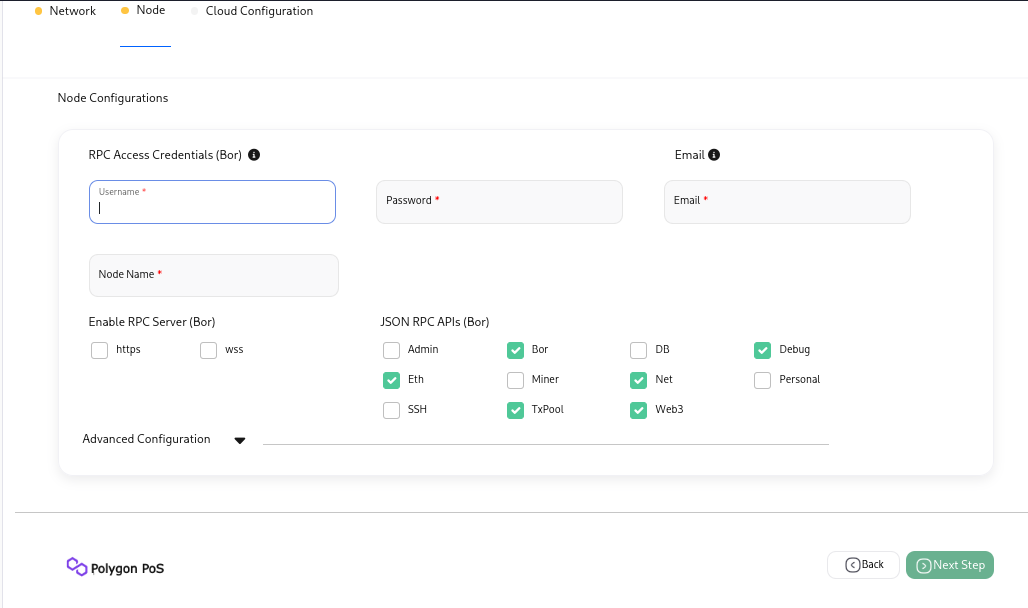 Network Node Cloud Configuration
Node Configurations
RPC Access Credentials (Bor) Email
Username *
Password * Email *
Node Name *
Enable RPC Server (Bor) JSON RPC APIs (Bor)
https wss Admin Bor DB Debug
Eth Miner Net Personal
SSH TxPool Web3
Advanced Configuration
Polygon PoS Back Next Step